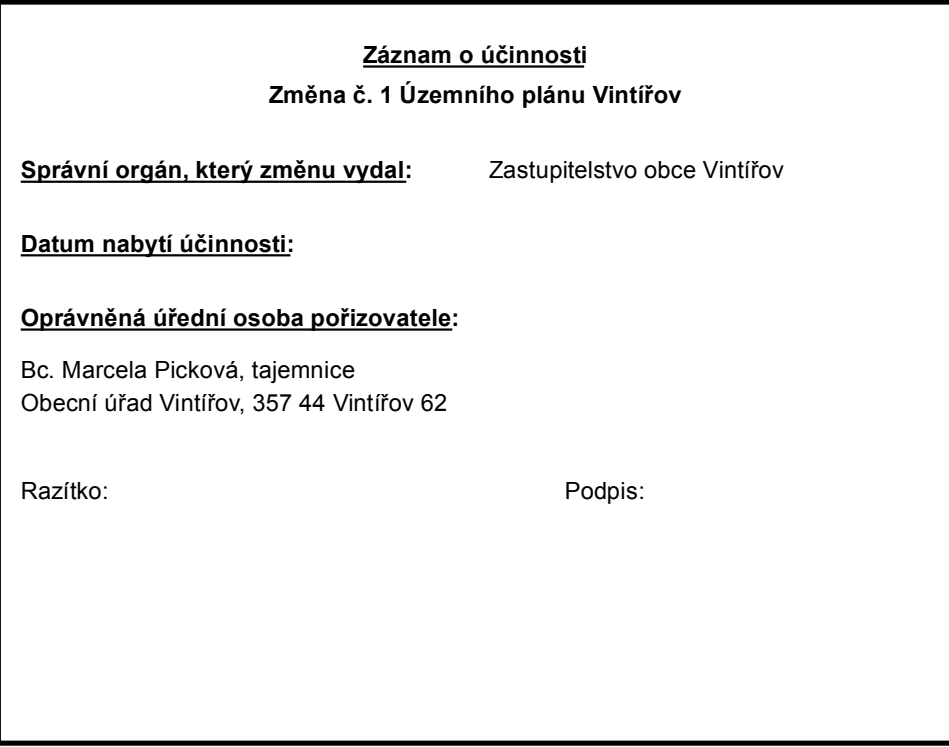 Záznam o účinnosti
Změna č. 1 Územního plánu Vintířov
Správní orgán, který změnu vydal: Zastupitelstvo obce Vintířov
Datum nabytí účinnosti:
Oprávněná úřední osoba pořizovatele:
Bc. Marcela Picková, tajemnice
Obecní úřad Vintířov, 357 44 Vintířov 62
Razítko: Podpis: